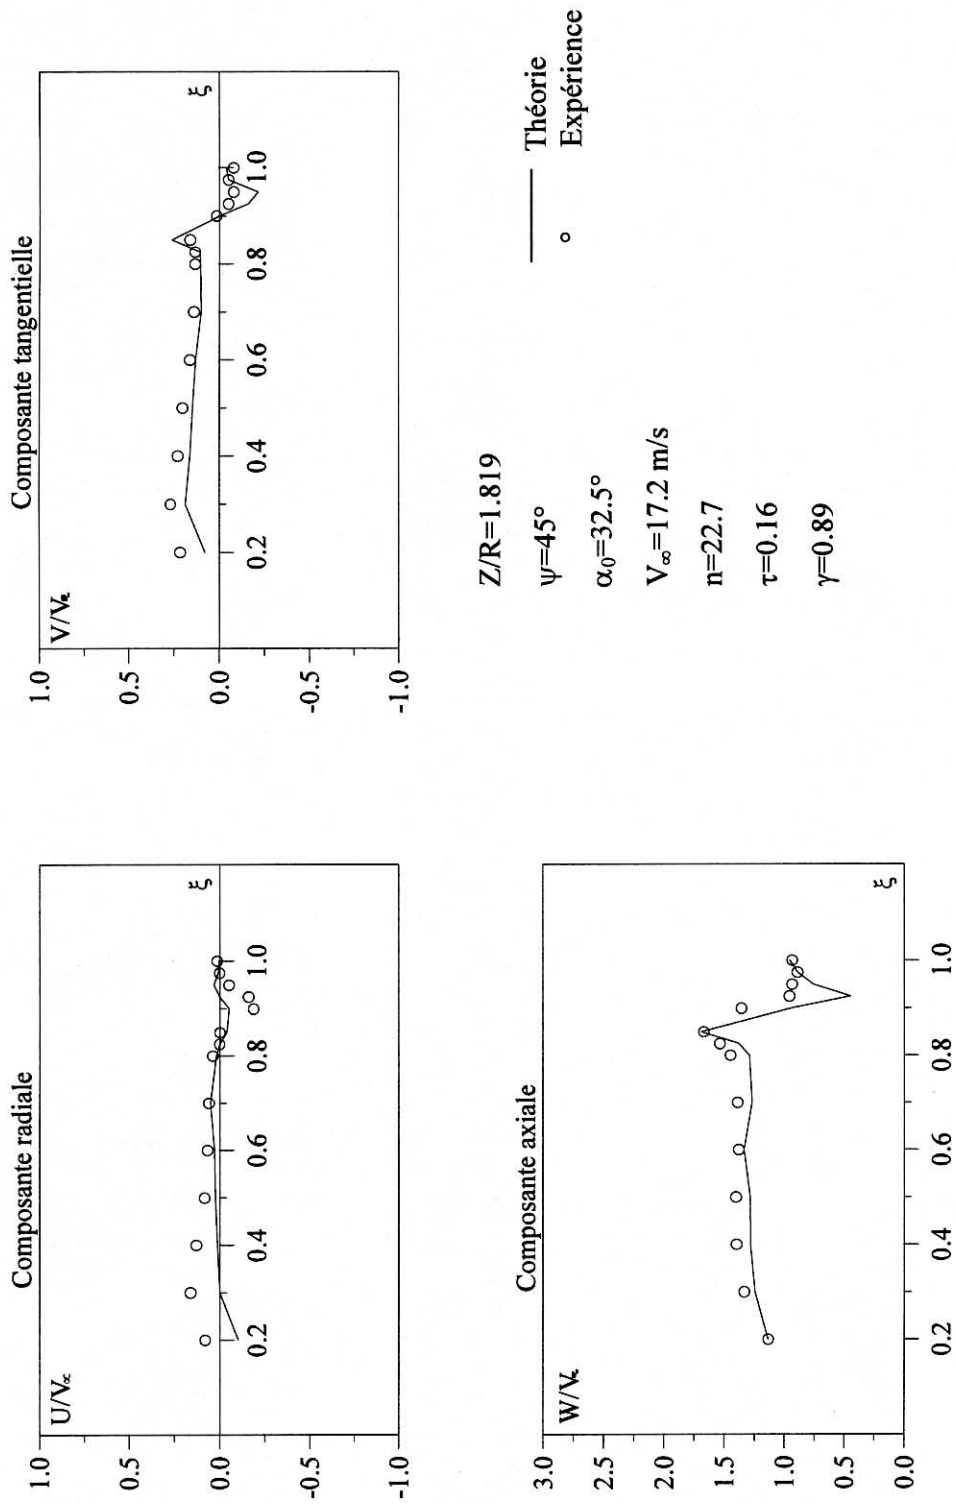 Composante radiale
U/V∞
1.0
0.5
0.0
-0.5
-1.0
0.2 0.4 0.6 0.8 1.0
ξ
Composante tangentielle
V/V∞
1.0
0.5
0.0
-0.5
-1.0
0.2 0.4 0.6 0.8 1.0
ξ
Composante axiale
W/V∞
3.0
2.5
2.0
1.5
1.0
0.5
0.0
0.2 0.4 0.6 0.8 1.0
ξ
Z/R=1.819
ψ=45°
α₀=32.5°
V∞=17.2 m/s
n=22.7
τ=0.16
γ=0.89
Théorie
Expérience